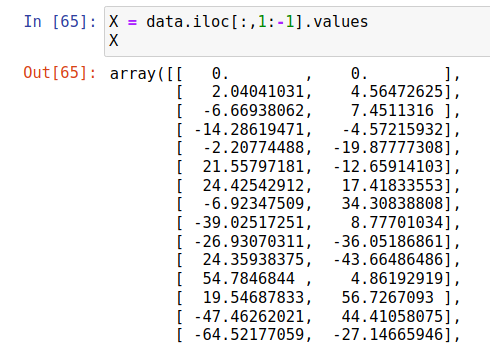 In [65]: X = data.iloc[:,1:-1].values
X
Out[65]: array([[   0.        ,    0.        ],
       [   2.04041031,    4.56472625],
       [  -6.66938062,    7.4511316 ],
       [ -14.28619471,   -4.57215932],
       [  -2.20774488,  -19.87777308],
       [  21.55797181,  -12.65914103],
       [  24.42542912,   17.41833553],
       [  -6.92347509,   34.30838808],
       [ -39.02517251,    8.77701034],
       [ -26.93070311,  -36.05186861],
       [  24.35938375,  -43.66486486],
       [  54.7846844 ,    4.86192919],
       [  19.54687833,   56.7267093 ],
       [ -47.46262021,   44.41058075],
       [ -64.52177059,  -27.14665946],